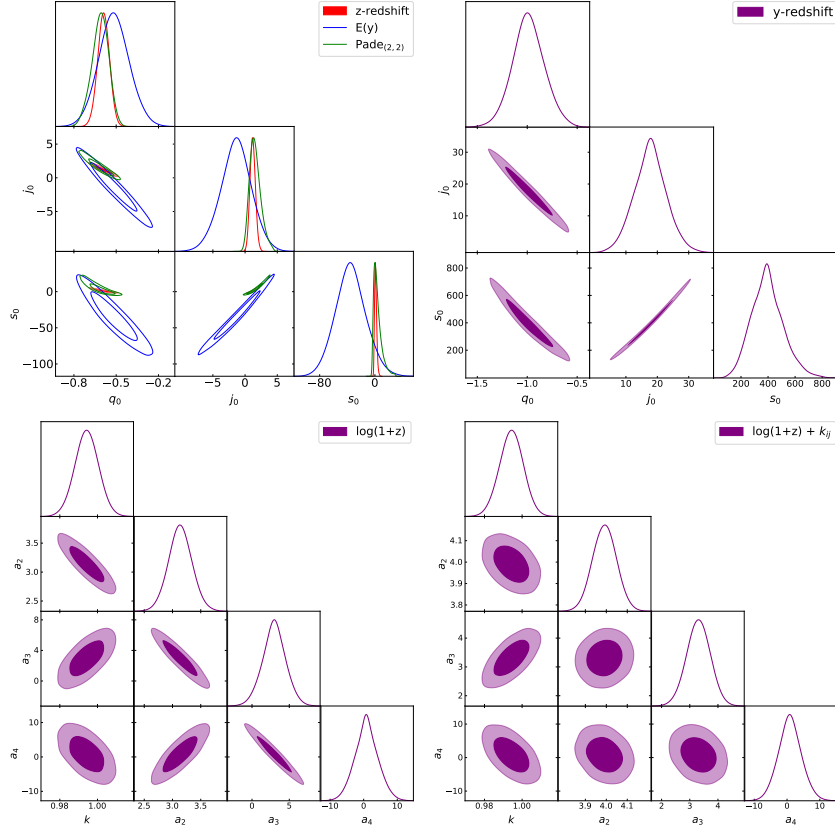 z-redshift
E(y)
Pade(2, 2)
j0
5
0
−5
s0
0
−50
−100
−0.8 −0.5 −0.2
q0
−5 0 5
j0
−80 0
s0
y-redshift
j0
30
20
10
s0
800
600
400
200
−1.5 −1.0 −0.5
q0
10 20 30
j0
200 400 600 800
s0
log(1+z)
a2
3.5
3.0
2.5
a3
8
4
0
a4
10
0
−10
0.98 1.00
k
2.5 3.0 3.5
a2
0 5
a3
−10 0 10
a4
log(1+z) + kij
a2
4.1
4.0
3.9
3.8
a3
4
3
2
a4
10
0
−10
0.98 1.00
k
3.9 4.0 4.1
a2
2 3 4
a3
−10 0 10
a4